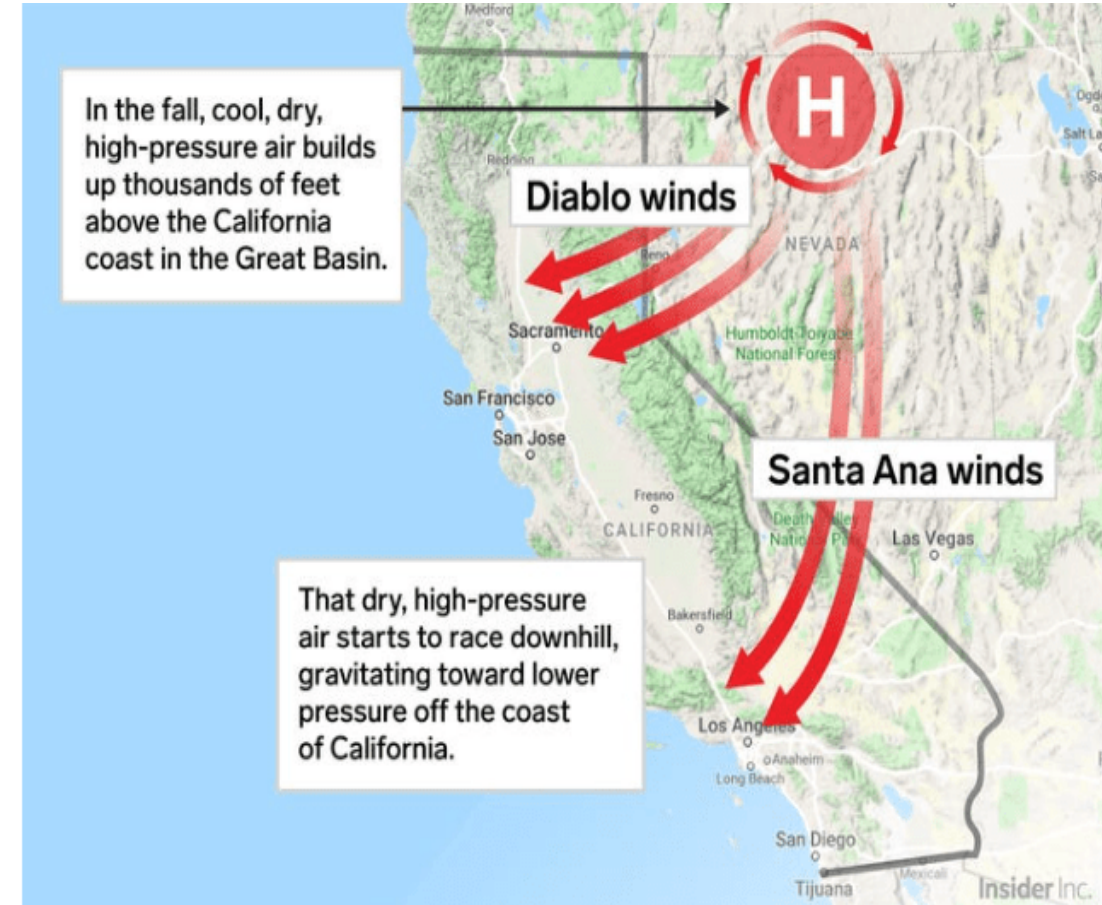 Medford
In the fall, cool, dry,
high-pressure air builds
up thousands of feet
above the California
coast in the Great Basin.
H
Ogd
Salt La
Redding
Diablo winds
NEVADA
Reno
Sacramento
Humboldt-Toiyabe
National Forest
San Francisco
San Jose
Santa Ana winds
Fresno
CALIFORNIA
Death Valley
National Park
Las Vegas
That dry, high-pressure
air starts to race downhill,
gravitating toward lower
pressure off the coast
of California.
Bakersfield
Los Angeles
Anaheim
Long Beach
San Diego
Tijuana
Mexicali
Insider Inc.